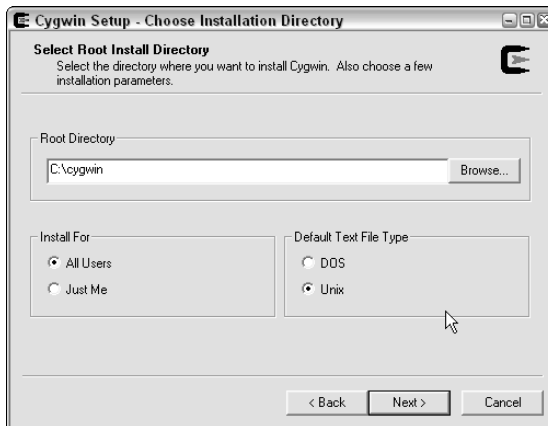 Cygwin Setup - Choose Installation Directory
Select Root Install Directory
Select the directory where you want to install Cygwin. Also choose a few
installation parameters.
Root Directory
C:\cygwin
Browse...
Install For
All Users
Just Me
Default Text File Type
DOS
Unix
< Back
Next >
Cancel